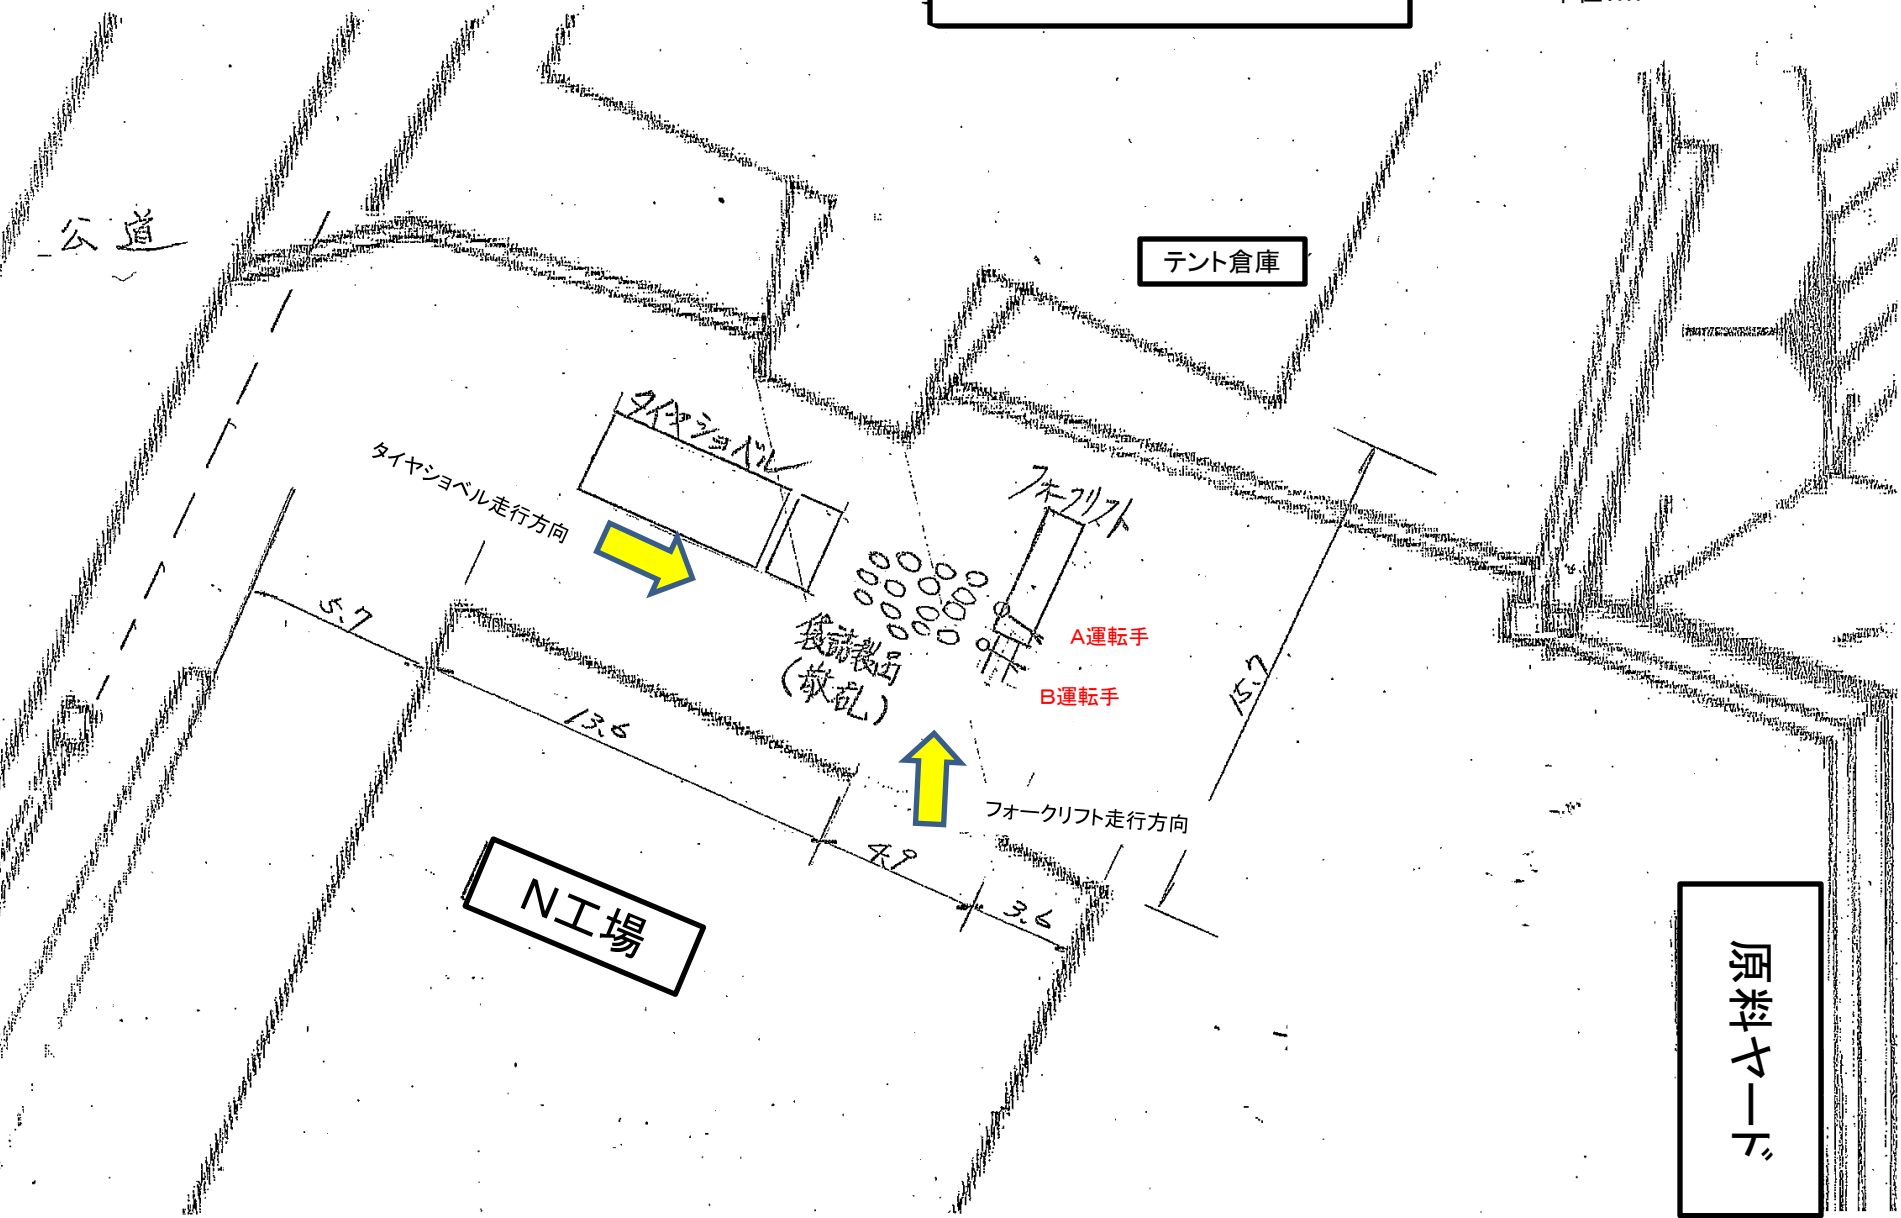 公道
テント倉庫
タイヤショベル
タイヤショベル走行方向
フォークリフト
袋詰製品
(散乱)
A運転手
B運転手
フォークリフト走行方向
5.7
13.6
4.9
3.6
15.7
N工場
原料ヤード